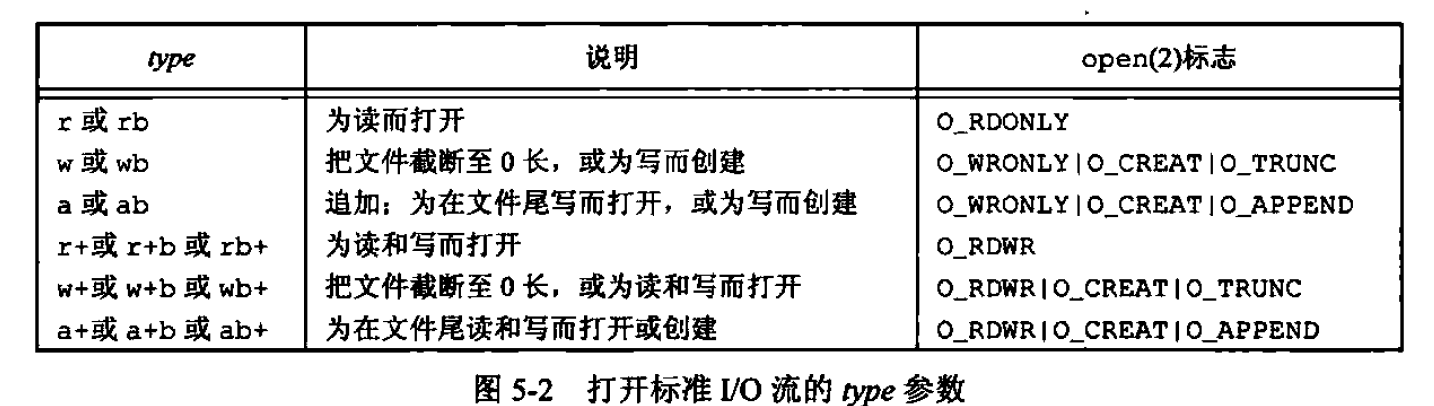 type 说明 open(2)标志
r 或 rb 为读而打开 O_RDONLY
w 或 wb 把文件截断至 0 长，或为写而创建 O_WRONLY|O_CREAT|O_TRUNC
a 或 ab 追加；为在文件尾写而打开，或为写而创建 O_WRONLY|O_CREAT|O_APPEND
r+或 r+b 或 rb+ 为读和写而打开 O_RDWR
w+或 w+b 或 wb+ 把文件截断至 0 长，或为读和写而打开 O_RDWR|O_CREAT|O_TRUNC
a+或 a+b 或 ab+ 为在文件尾读和写而打开或创建 O_RDWR|O_CREAT|O_APPEND
图 5-2 打开标准 I/O 流的 type 参数